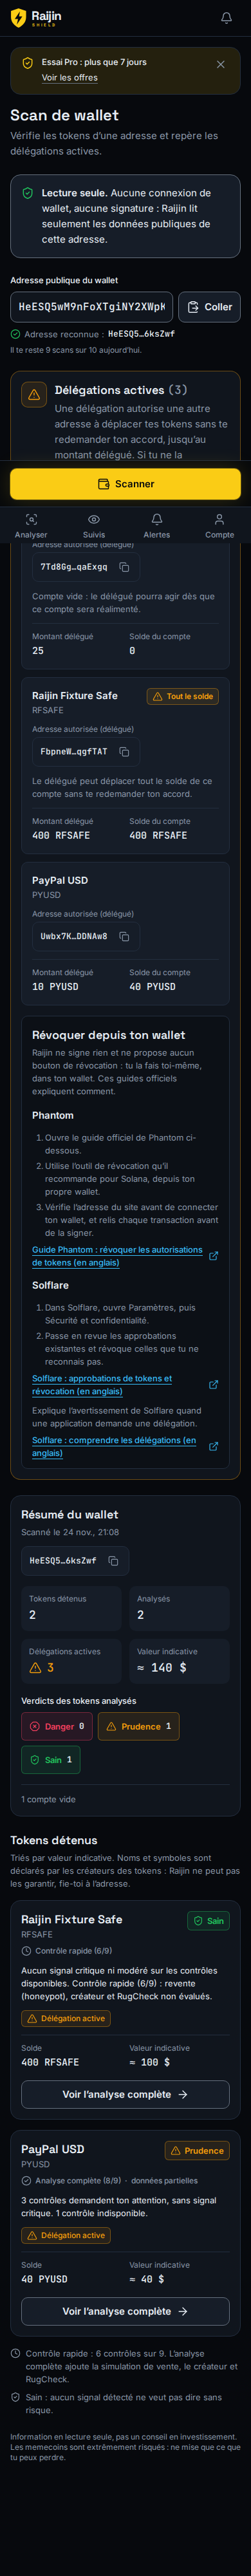 Raijin
SHIELD
Essai Pro : plus que 7 jours
Voir les offres
Scan de wallet
Vérifie les tokens d’une adresse et repère les
délégations actives.
Lecture seule. Aucune connexion de
wallet, aucune signature : Raijin lit
seulement les données publiques de
cette adresse.
Adresse publique du wallet
HeESQ5wM9nFoXTgiNY2XWpK
Coller
Adresse reconnue : HeESQ5…6ksZwf
Il te reste 9 scans sur 10 aujourd’hui.
Délégations actives (3)
Une délégation autorise une autre
adresse à déplacer tes tokens sans te
redemander ton accord, jusqu’au
montant délégué. Si tu ne la
Scanner
Analyser
Suivis
Alertes
Compte
Adresse autorisée (délégué)
7Td8Gg…qaExgq
Compte vide : le délégué pourra agir dès que
ce compte sera réalimenté.
Montant délégué
Solde du compte
25
0
Raijin Fixture Safe
Tout le solde
RFSAFE
Adresse autorisée (délégué)
FbpneW…qgfTAT
Le délégué peut déplacer tout le solde de ce
compte sans te redemander ton accord.
Montant délégué
Solde du compte
400 RFSAFE
400 RFSAFE
PayPal USD
PYUSD
Adresse autorisée (délégué)
Uwbx7K…DDNAw8
Montant délégué
Solde du compte
10 PYUSD
40 PYUSD
Révoquer depuis ton wallet
Raijin ne signe rien et ne propose aucun
bouton de révocation : tu la fais toi-même,
dans ton wallet. Ces guides officiels
expliquent comment.
Phantom
1. Ouvre le guide officiel de Phantom ci-
dessous.
2. Utilise l’outil de révocation qu’il
recommande pour Solana, depuis ton
propre wallet.
3. Vérifie l’adresse du site avant de connecter
ton wallet, et relis chaque transaction avant
de la signer.
Guide Phantom : révoquer les autorisations
de tokens (en anglais)
Solflare
1. Dans Solflare, ouvre Paramètres, puis
Sécurité et confidentialité.
2. Passe en revue les approbations
existantes et révoque celles que tu ne
reconnais pas.
Solflare : approbations de tokens et
révocation (en anglais)
Explique l’avertissement de Solflare quand
une application demande une délégation.
Solflare : comprendre les délégations (en
anglais)
Résumé du wallet
Scanné le 24 nov., 21:08
HeESQ5…6ksZwf
Tokens détenus
Analysés
2
2
Délégations actives
Valeur indicative
3
≈ 140 $
Verdicts des tokens analysés
Danger 0
Prudence 1
Sain 1
1 compte vide
Tokens détenus
Triés par valeur indicative. Noms et symboles sont
déclarés par les créateurs des tokens : Raijin ne peut pas
les garantir, fie-toi à l’adresse.
Raijin Fixture Safe
Sain
RFSAFE
Contrôle rapide (6/9)
Aucun signal critique ni modéré sur les contrôles
disponibles. Contrôle rapide (6/9) : revente
(honeypot), créateur et RugCheck non évalués.
Délégation active
Solde
Valeur indicative
400 RFSAFE
≈ 100 $
Voir l’analyse complète
PayPal USD
Prudence
PYUSD
Analyse complète (8/9) · données partielles
3 contrôles demandent ton attention, sans signal
critique. 1 contrôle indisponible.
Délégation active
Solde
Valeur indicative
40 PYUSD
≈ 40 $
Voir l’analyse complète
Contrôle rapide : 6 contrôles sur 9. L’analyse
complète ajoute la simulation de vente, le créateur et
RugCheck.
Sain : aucun signal détecté ne veut pas dire sans
risque.
Information en lecture seule, pas un conseil en investissement.
Les memecoins sont extrêmement risqués : ne mise que ce que
tu peux perdre.